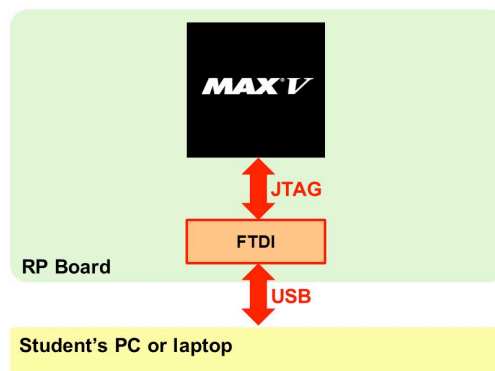 MAX V
JTAG
FTDI
RP Board
USB
Student's PC or laptop